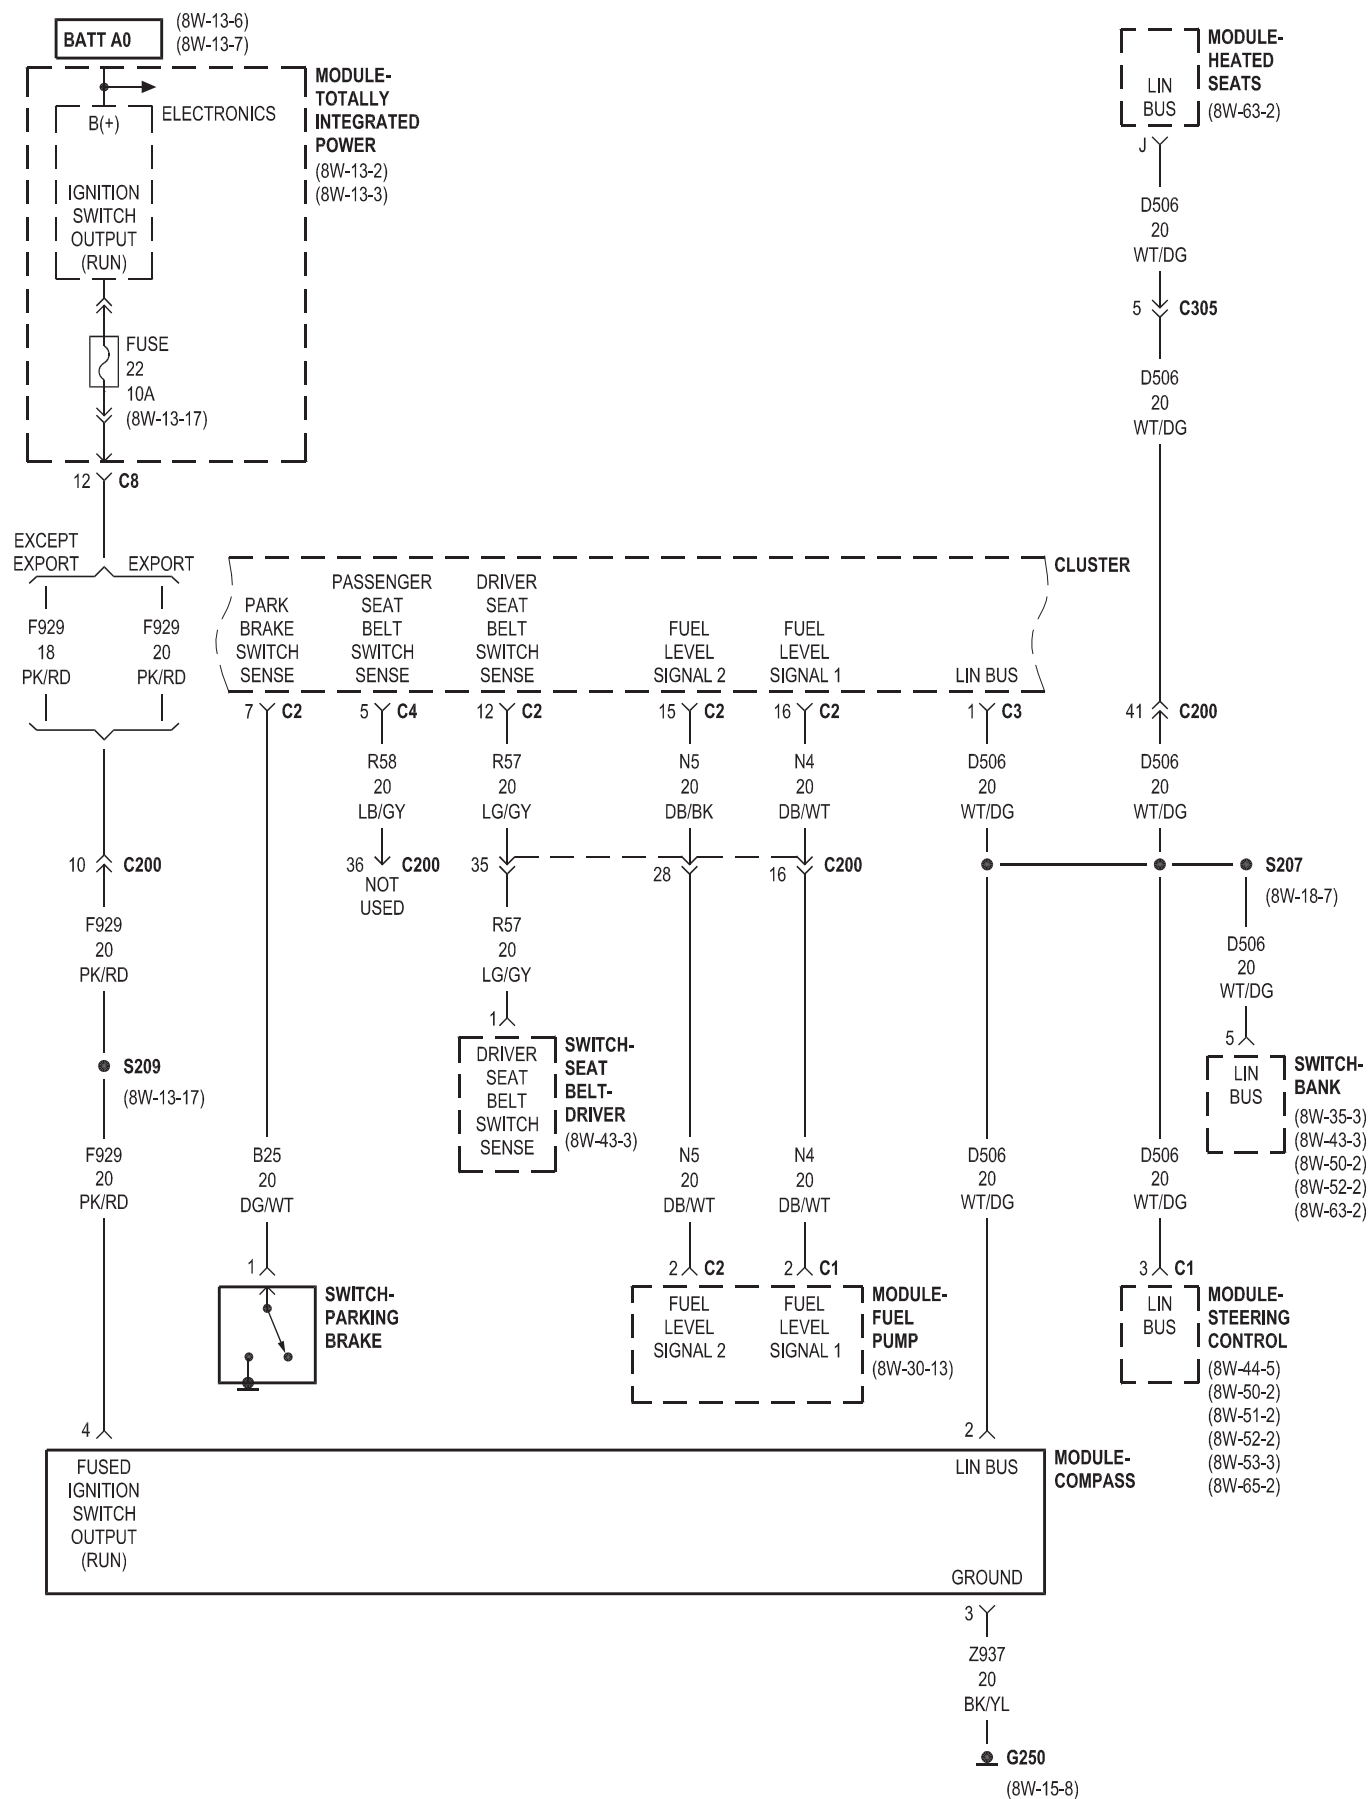 BATT A0
(8W-13-6)
(8W-13-7)
MODULE-
TOTALLY
INTEGRATED
POWER
(8W-13-2)
(8W-13-3)
B(+)
ELECTRONICS
IGNITION
SWITCH
OUTPUT
(RUN)
FUSE
22
10A
(8W-13-17)
12 C8
MODULE-
HEATED
SEATS
(8W-63-2)
LIN
BUS
J
D506
20
WT/DG
5 C305
D506
20
WT/DG
EXCEPT
EXPORT
EXPORT
F929
18
PK/RD
F929
20
PK/RD
CLUSTER
PARK
BRAKE
SWITCH
SENSE
PASSENGER
SEAT
BELT
SWITCH
SENSE
DRIVER
SEAT
BELT
SWITCH
SENSE
FUEL
LEVEL
SIGNAL 2
FUEL
LEVEL
SIGNAL 1
LIN BUS
7 C2
5 C4
12 C2
15 C2
16 C2
1 C3
41 C200
R58
20
LB/GY
R57
20
LG/GY
N5
20
DB/BK
N4
20
DB/WT
D506
20
WT/DG
D506
20
WT/DG
10 C200
36 C200
NOT
USED
35
28
16 C200
S207
(8W-18-7)
F929
20
PK/RD
R57
20
LG/GY
D506
20
WT/DG
1
5
S209
(8W-13-17)
DRIVER
SEAT
BELT
SWITCH
SENSE
SWITCH-
SEAT
BELT-
DRIVER
(8W-43-3)
LIN
BUS
SWITCH-
BANK
(8W-35-3)
(8W-43-3)
(8W-50-2)
(8W-52-2)
(8W-63-2)
F929
20
PK/RD
B25
20
DG/WT
N5
20
DB/WT
N4
20
DB/WT
D506
20
WT/DG
D506
20
WT/DG
1
2 C2
2 C1
3 C1
SWITCH-
PARKING
BRAKE
FUEL
LEVEL
SIGNAL 2
FUEL
LEVEL
SIGNAL 1
MODULE-
FUEL
PUMP
(8W-30-13)
LIN
BUS
MODULE-
STEERING
CONTROL
(8W-44-5)
(8W-50-2)
(8W-51-2)
(8W-52-2)
(8W-53-3)
(8W-65-2)
4
2
FUSED
IGNITION
SWITCH
OUTPUT
(RUN)
LIN BUS
MODULE-
COMPASS
GROUND
3
Z937
20
BK/YL
G250
(8W-15-8)